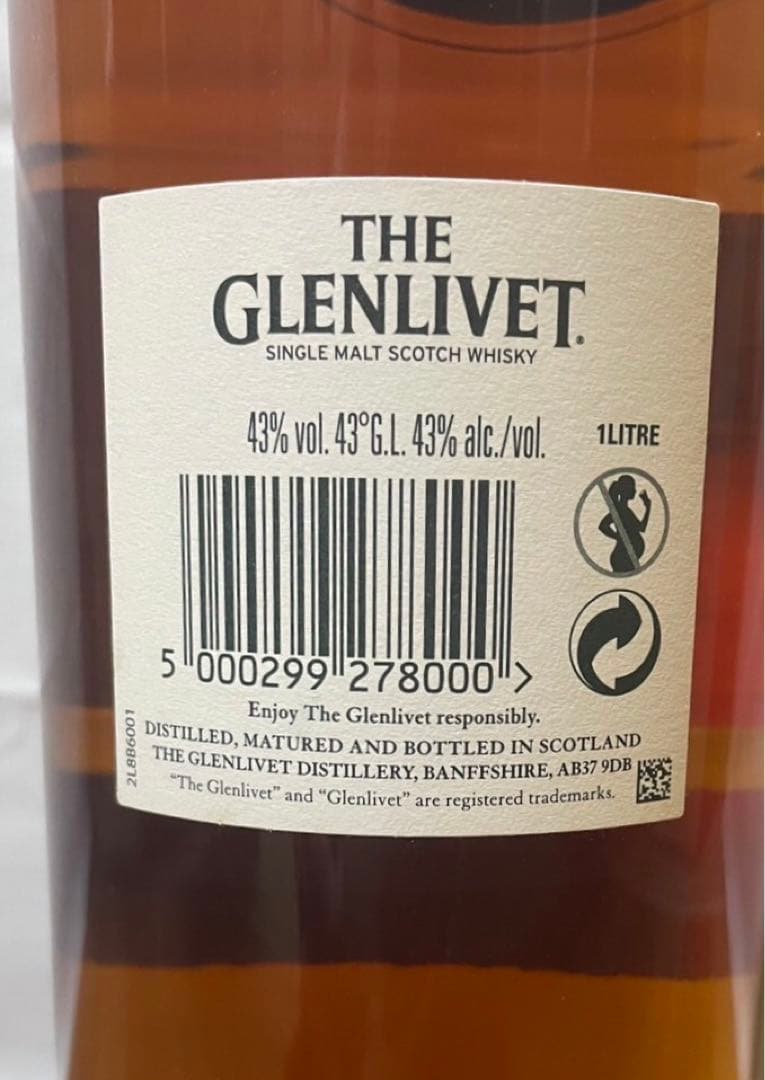 THE
GLENLIVET.
SINGLE MALT SCOTCH WHISKY
43% vol. 43°G.L. 43% alc./vol.
1LITRE
5 000299 278000 >
Enjoy The Glenlivet responsibly.
DISTILLED, MATURED AND BOTTLED IN SCOTLAND
THE GLENLIVET DISTILLERY, BANFFSHIRE, AB37 9DB
"The Glenlivet" and "Glenlivet" are registered trademarks.
2L8B6001